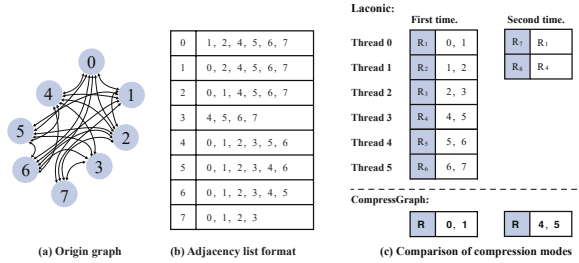 Laconic:
First time.
Second time.
0
1
2
3
4
5
6
7
0 1, 2, 4, 5, 6, 7
1 0, 2, 4, 5, 6, 7
2 0, 1, 4, 5, 6, 7
3 4, 5, 6, 7
4 0, 1, 2, 3, 5, 6
5 0, 1, 2, 3, 4, 6
6 0, 1, 2, 3, 4, 5
7 0, 1, 2, 3
Thread 0 R₁ 0, 1
Thread 1 R₂ 1, 2
Thread 2 R₃ 2, 3
Thread 3 R₄ 4, 5
Thread 4 R₅ 5, 6
Thread 5 R₆ 6, 7
R₇ R₁
R₈ R₄
CompressGraph:
R 0, 1
R 4, 5
(a) Origin graph
(b) Adjacency list format
(c) Comparison of compression modes